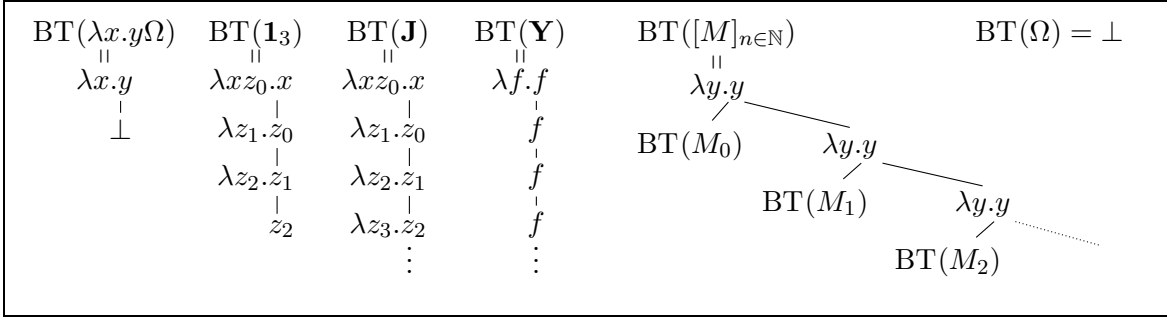 BT(λx.yΩ) BT(𝟏₃) BT(𝐉) BT(𝐘) BT([M]ₙ∈ℕ) BT(Ω) = ⊥
λx.y λxz₀.x λxz₀.x λf.f λy.y
⊥ λz₁.z₀ λz₁.z₀ f BT(M₀) λy.y
λz₂.z₁ λz₂.z₁ f BT(M₁) λy.y
z₂ λz₃.z₂ f BT(M₂)
⋮ ⋮